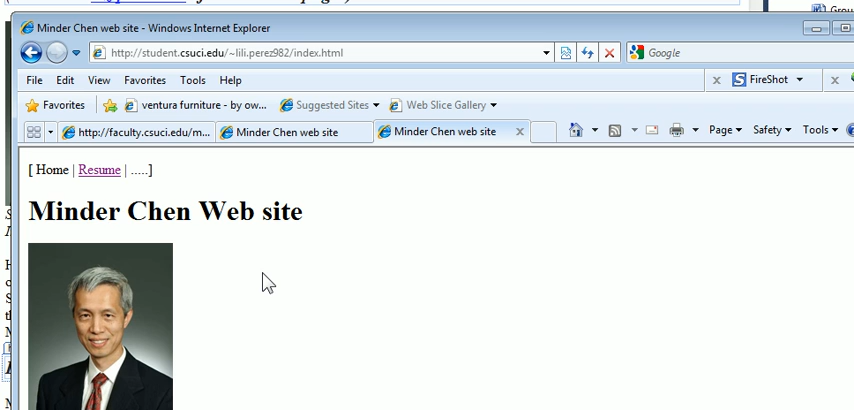 Minder Chen web site - Windows Internet Explorer
http://student.csuci.edu/~lili.perez982/index.html
Google
File Edit View Favorites Tools Help
x FireShot x
Favorites ventura furniture - by ow... Suggested Sites Web Slice Gallery
http://faculty.csuci.edu/m... Minder Chen web site Minder Chen web site x Page Safety Tools
[ Home | Resume | .....]
Minder Chen Web site